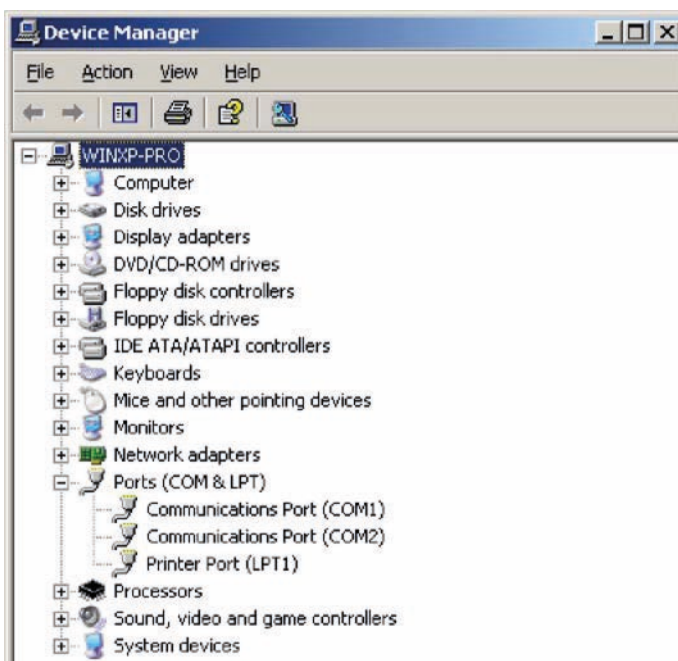 Device Manager
File Action View Help
WINXP-PRO
Computer
Disk drives
Display adapters
DVD/CD-ROM drives
Floppy disk controllers
Floppy disk drives
IDE ATA/ATAPI controllers
Keyboards
Mice and other pointing devices
Monitors
Network adapters
Ports (COM & LPT)
Communications Port (COM1)
Communications Port (COM2)
Printer Port (LPT1)
Processors
Sound, video and game controllers
System devices